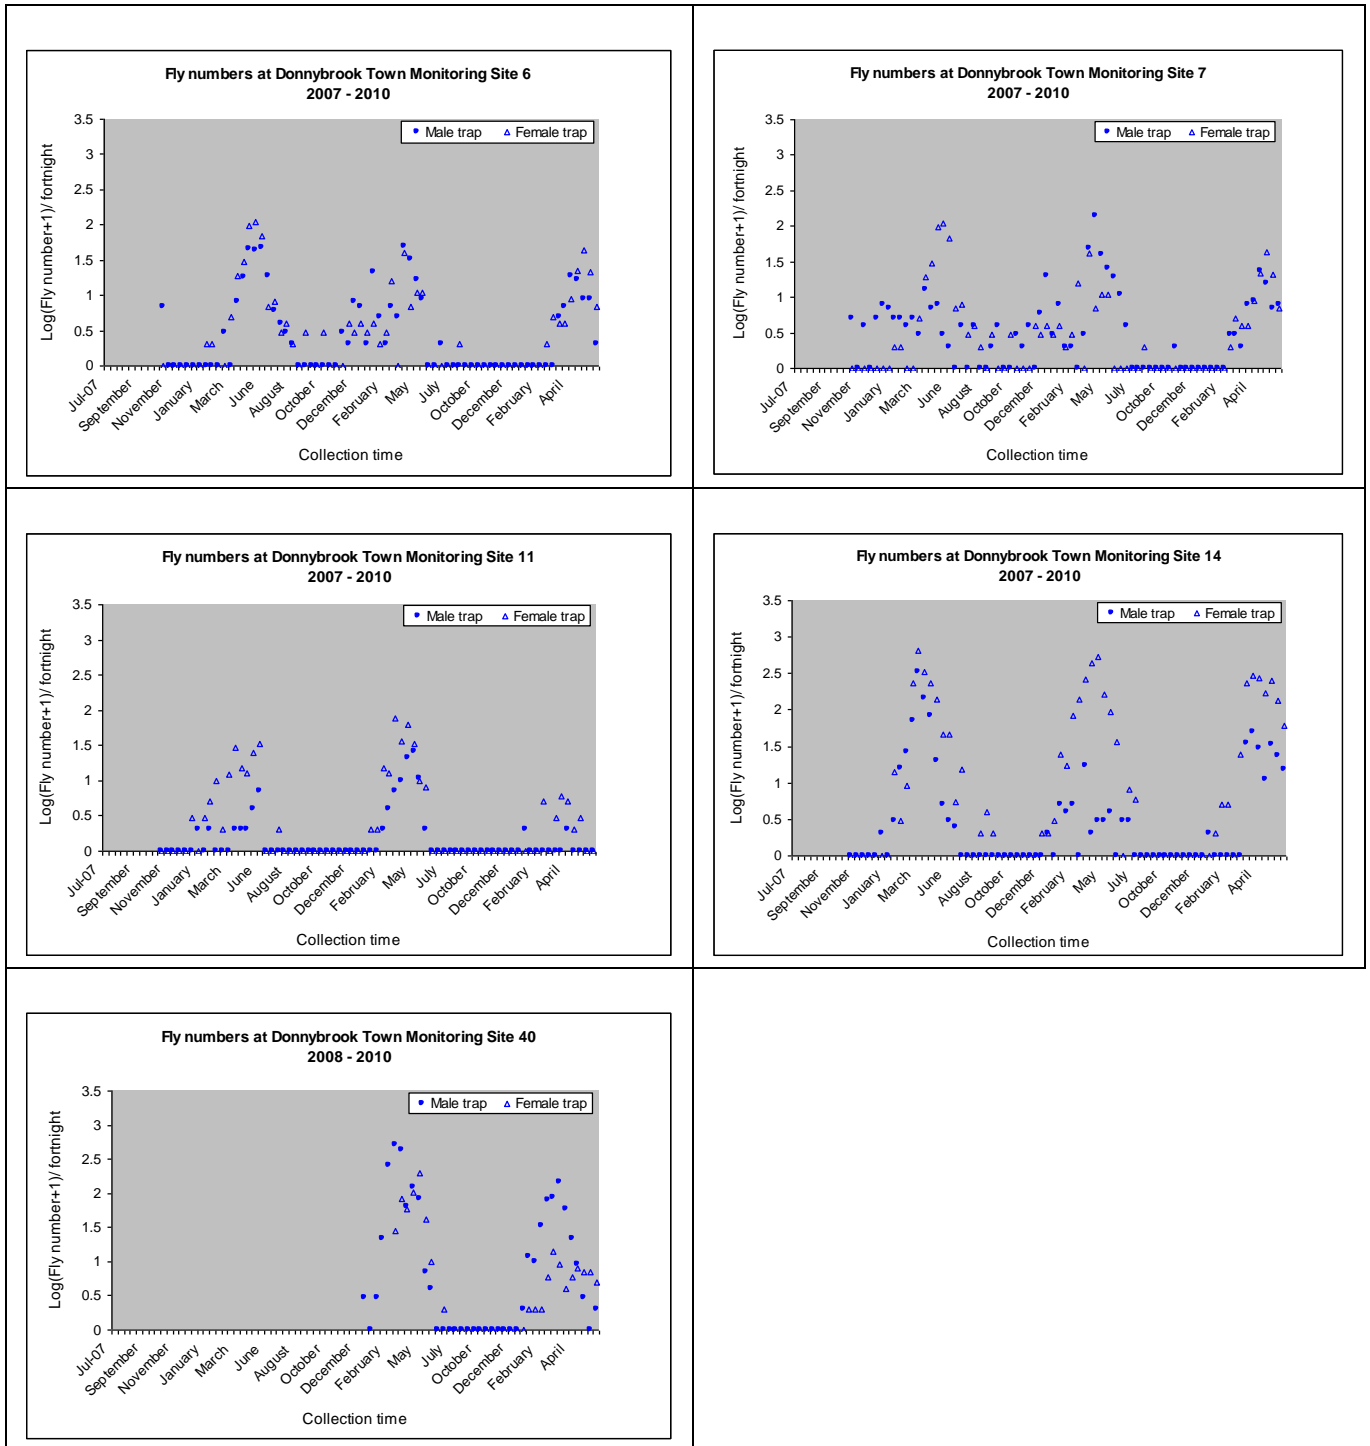 Fly numbers at Donnybrook Town Monitoring Site 6
2007 - 2010
Log(Fly number+1)/ fortnight
3.5
3
2.5
2
1.5
1
0.5
0
Male trap Female trap
Jul-07 September November January March June August October December February May July October December February April
Collection time
Fly numbers at Donnybrook Town Monitoring Site 7
2007 - 2010
Log(Fly number+1)/ fortnight
3.5
3
2.5
2
1.5
1
0.5
0
Male trap Female trap
Jul-07 September November January March June August October December February May July October December February April
Collection time
Fly numbers at Donnybrook Town Monitoring Site 11
2007 - 2010
Log(Fly number+1)/ fortnight
3.5
3
2.5
2
1.5
1
0.5
0
Male trap Female trap
Jul-07 September November January March June August October December February May July October December February April
Collection time
Fly numbers at Donnybrook Town Monitoring Site 14
2007 - 2010
Log(Fly number+1)/ fortnight
3.5
3
2.5
2
1.5
1
0.5
0
Male trap Female trap
Jul-07 September November January March June August October December February May July October December February April
Collection time
Fly numbers at Donnybrook Town Monitoring Site 40
2008 - 2010
Log(Fly number+1)/ fortnight
3.5
3
2.5
2
1.5
1
0.5
0
Male trap Female trap
Jul-07 September November January March June August October December February May July October December February April
Collection time